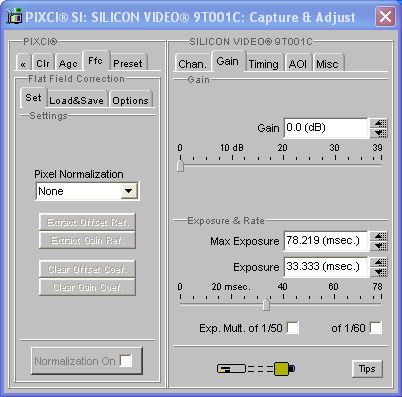 PIXCI® SI: SILICON VIDEO® 9T001C: Capture & Adjust
PIXCI®
« Clr Agc Ffc Preset
Flat Field Correction
Set Load&Save Options
Settings
Pixel Normalization
None
Extract Offset Ref.
Extract Gain Ref.
Clear Offset Coef.
Clear Gain Coef.
Normalization On
SILICON VIDEO® 9T001C
Chan. Gain Timing AOI Misc
Gain
Gain 0.0 (dB)
0 10 dB 20 30 39
Exposure & Rate
Max Exposure 78.219 (msec.)
Exposure 33.333 (msec.)
0 20 msec. 40 60 78
Exp. Mult. of 1/50 of 1/60
Tips